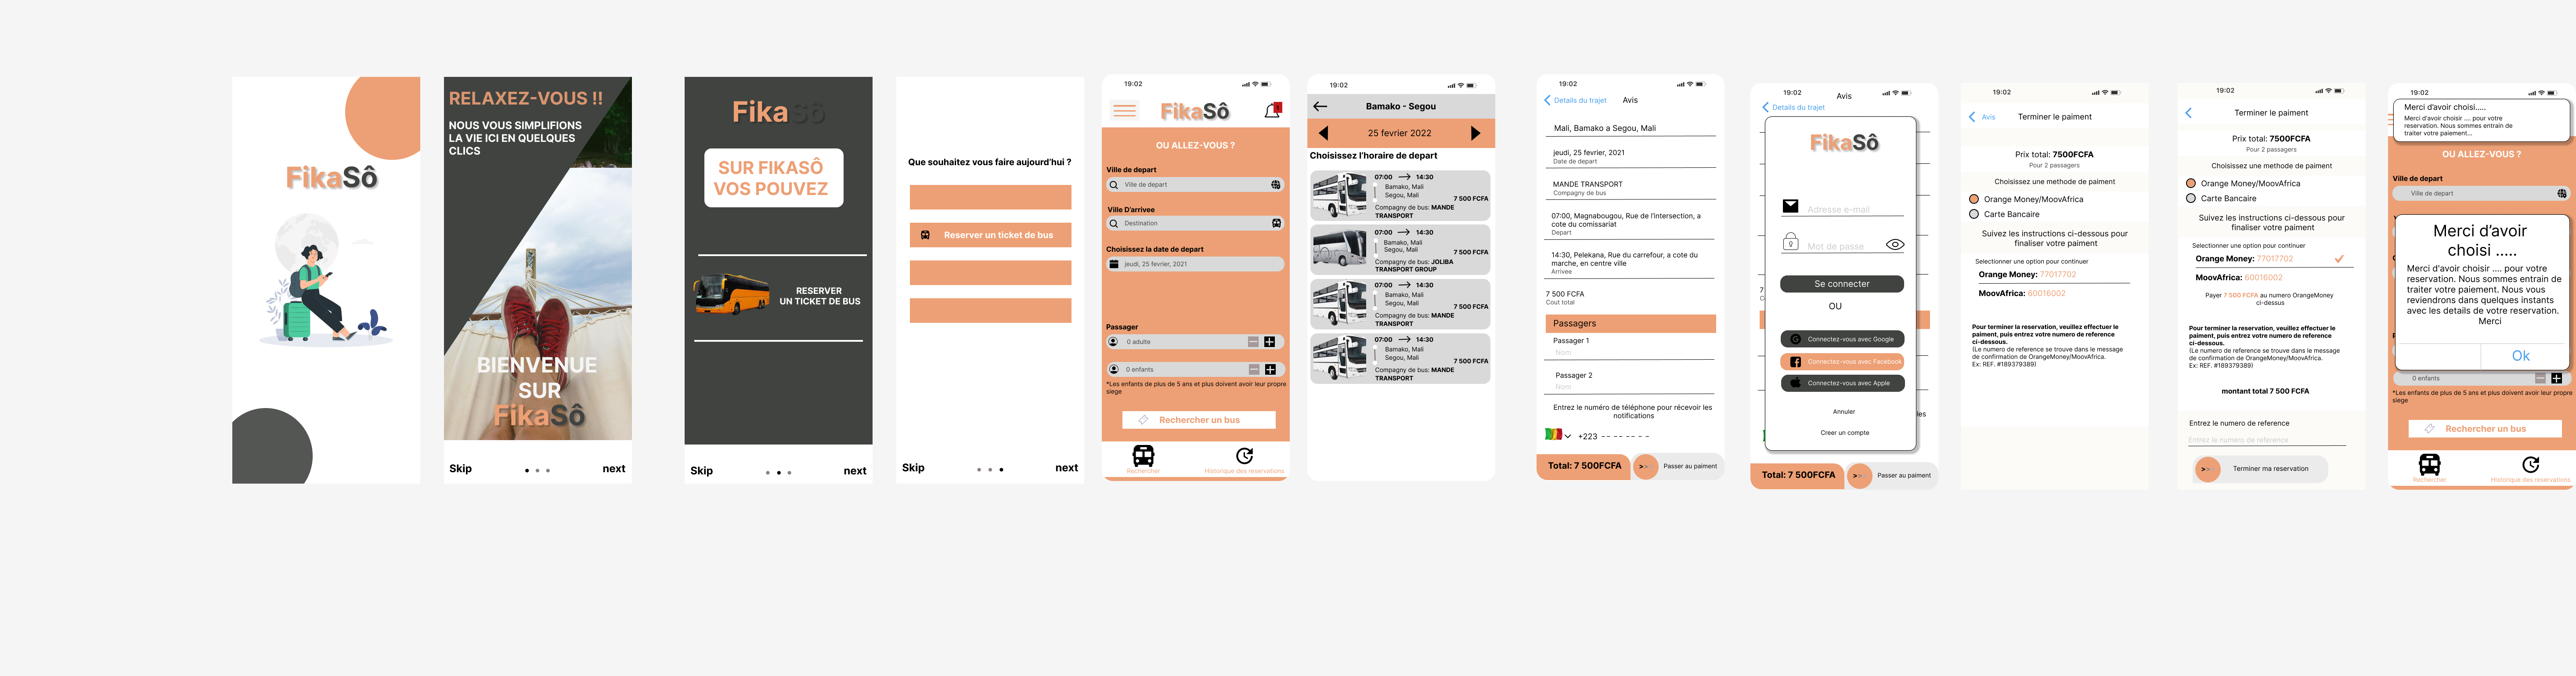 FikaSô
RELAXEZ-VOUS !!
NOUS VOUS SIMPLIFIONS
LA VIE ICI EN QUELQUES
CLICS
BIENVENUE
SUR
FikaSô
Skip
next
FikaSô
SUR FIKASÔ
VOS POUVEZ
RESERVER
UN TICKET DE BUS
Skip
next
Que souhaitez vous faire aujourd'hui ?
Reserver un ticket de bus
Skip
next
19:02
FikaSô
OU ALLEZ-VOUS ?
Ville de depart
Ville de depart
Ville D'arrivee
Destination
Choisissez la date de depart
jeudi, 25 fevrier, 2021
Passager
0 adulte
0 enfants
*Les enfants de plus de 5 ans et plus doivent avoir leur propre
siege
Rechercher un bus
Rechercher
Historique des reservations
19:02
Bamako - Segou
25 fevrier 2022
Choisissez l'horaire de depart
07:00 → 14:30
Bamako, Mali
Segou, Mali
7 500 FCFA
Compagny de bus: MANDE
TRANSPORT
07:00 → 14:30
Bamako, Mali
Segou, Mali
7 500 FCFA
Compagny de bus: JOLIBA
TRANSPORT GROUP
07:00 → 14:30
Bamako, Mali
Segou, Mali
7 500 FCFA
Compagny de bus: MANDE
TRANSPORT
07:00 → 14:30
Bamako, Mali
Segou, Mali
7 500 FCFA
Compagny de bus: MANDE
TRANSPORT
19:02
Details du trajet
Avis
Mali, Bamako a Segou, Mali
jeudi, 25 fevrier, 2021
Date de depart
MANDE TRANSPORT
Compagny de bus
07:00, Magnabougou, Rue de l'intersection, a
cote du comissariat
Depart
14:30, Pelekana, Rue du carrefour, a cote du
marche, en centre ville
Arrivee
7 500 FCFA
Cout total
Passagers
Passager 1
Nom
Passager 2
Nom
Entrez le numéro de téléphone pour récevoir les
notifications
+223 _ _ _ _ _ _ _ _
Total: 7 500FCFA
>>
Passer au paiment
19:02
Avis
Details du trajet
FikaSô
Adresse e-mail
Mot de passe
Se connecter
OU
Connectez-vous avec Google
Connectez-vous avec Facebook
Connectez-vous avec Apple
Annuler
Creer un compte
7
C
les
Total: 7 500FCFA
>>
Passer au paiment
19:02
Avis
Terminer le paiment
Prix total: 7500FCFA
Pour 2 passagers
Choisissiez une methode de paiment
Orange Money/MoovAfrica
Carte Bancaire
Suivez les instructions ci-dessous pour
finaliser votre paiment
Selectionner une option pour continuer
Orange Money: 77017702
MoovAfrica: 60016002
Pour terminer la reservation, veuillez effectuer le
paiment, puis entrez votre numero de reference
ci-dessous.
(Le numero de reference se trouve dans le message
de confirmation de OrangeMoney/MoovAfrica.
Ex: REF. #189379389)
19:02
Terminer le paiment
Prix total: 7500FCFA
Pour 2 passagers
Choisissiez une methode de paiment
Orange Money/MoovAfrica
Carte Bancaire
Suivez les instructions ci-dessous pour
finaliser votre paiment
Selectionner une option pour continuer
Orange Money: 77017702
MoovAfrica: 60016002
Payer 7 500 FCFA au numero OrangeMoney
ci-dessus
Pour terminer la reservation, veuillez effectuer le
paiment, puis entrez votre numero de reference
ci-dessous.
(Le numero de reference se trouve dans le message
de confirmation de OrangeMoney/MoovAfrica.
Ex: REF. #189379389)
montant total 7 500 FCFA
Entrez le numero de reference
Entrez le numero de reference
>>
Terminer ma reservation
19:02
Merci d'avoir choisi.....
Merci d'avoir choisir .... pour votre
reservation. Nous sommes entrain de
traiter votre paiement...
OU ALLEZ-VOUS ?
Ville de depart
Ville de depart
Merci d'avoir
choisi .....
Merci d'avoir choisir .... pour votre
reservation. Nous sommes entrain de
traiter votre paiement. Nous vous
reviendrons dans quelques instants
avec les details de votre reservation.
Merci
Ok
0 enfants
*Les enfants de plus de 5 ans et plus doivent avoir leur propre
siege
Rechercher un bus
Rechercher
Historique des reservations